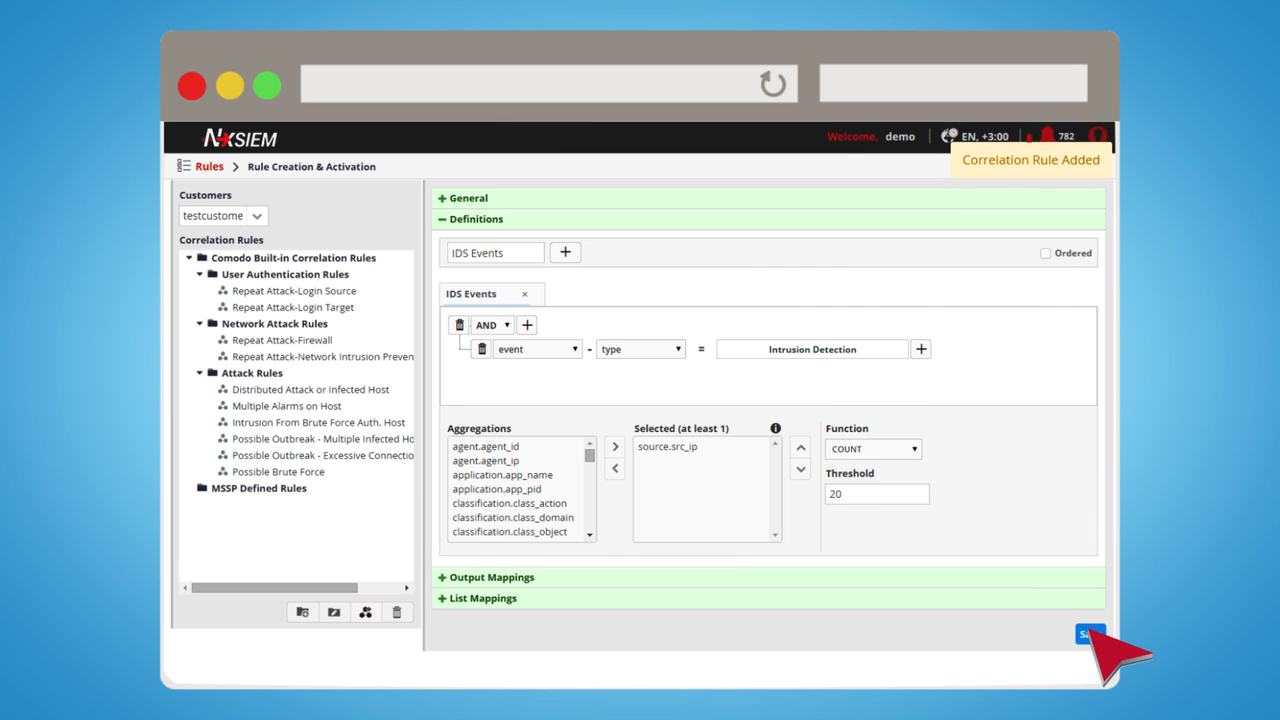 NxSIEM
Welcome, demo
EN, +3:00
782
Correlation Rule Added
Rules > Rule Creation & Activation
Customers
testcustome
Correlation Rules
Comodo Built-in Correlation Rules
User Authentication Rules
Repeat Attack-Login Source
Repeat Attack-Login Target
Network Attack Rules
Repeat Attack-Firewall
Repeat Attack-Network Intrusion Preven
Attack Rules
Distributed Attack or Infected Host
Multiple Alarms on Host
Intrusion From Brute Force Auth. Host
Possible Outbreak - Multiple Infected Ho
Possible Outbreak - Excessive Connectio
Possible Brute Force
MSSP Defined Rules
General
Definitions
IDS Events
Ordered
IDS Events ×
AND
event - type = Intrusion Detection
Aggregations
agent.agent_id
agent.agent_ip
application.app_name
application.app_pid
classification.class_action
classification.class_domain
classification.class_object
Selected (at least 1)
source.src_ip
Function
COUNT
Threshold
20
Output Mappings
List Mappings